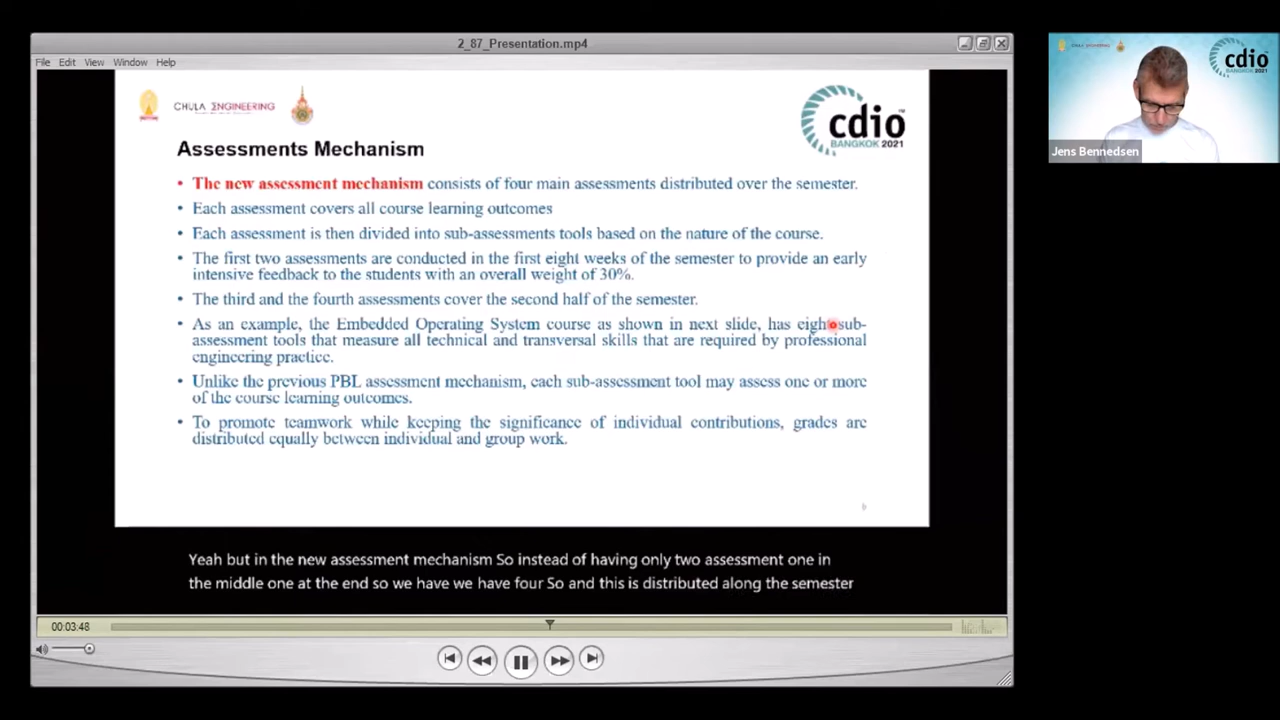 2_87_Presentation.mp4
File Edit View Window Help
CHULA ΣNGINEERING
cdio
BANGKOK 2021
Assessments Mechanism
• The new assessment mechanism consists of four main assessments distributed over the semester.
• Each assessment covers all course learning outcomes
• Each assessment is then divided into sub-assessments tools based on the nature of the course.
• The first two assessments are conducted in the first eight weeks of the semester to provide an early
intensive feedback to the students with an overall weight of 30%.
• The third and the fourth assessments cover the second half of the semester.
• As an example, the Embedded Operating System course as shown in next slide, has eight sub-
assessment tools that measure all technical and transversal skills that are required by professional
engineering practice.
• Unlike the previous PBL assessment mechanism, each sub-assessment tool may assess one or more
of the course learning outcomes.
• To promote teamwork while keeping the significance of individual contributions, grades are
distributed equally between individual and group work.
Yeah but in the new assessment mechanism So instead of having only two assessment one in
the middle one at the end so we have we have four So and this is distributed along the semester
00:03:48
CHULA ΣNGINEERING
cdio
BANGKOK 2021
Jens Bennedsen